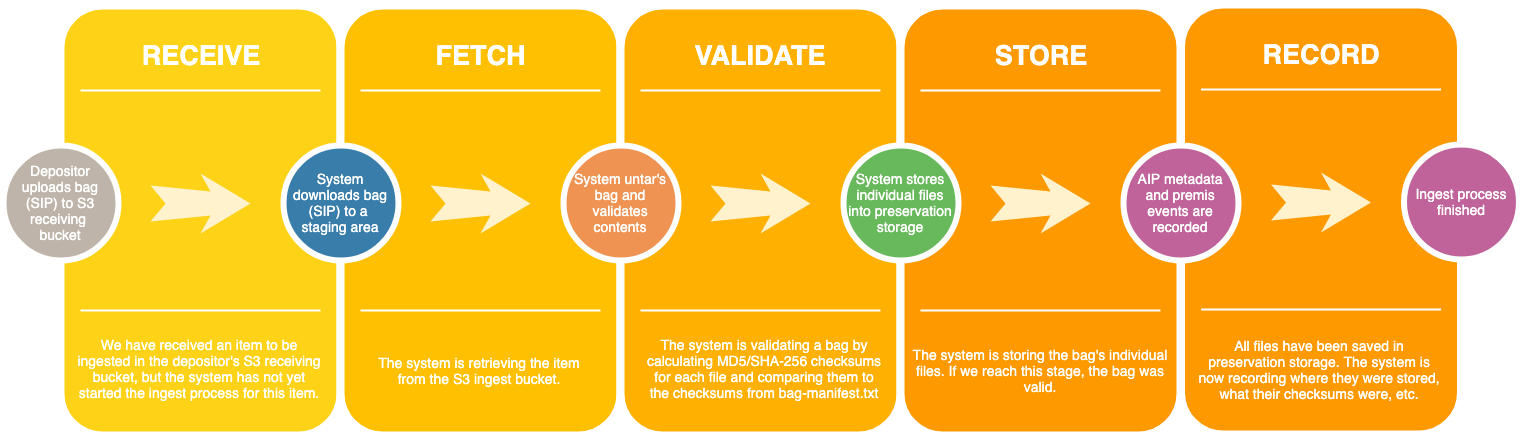 RECEIVE
FETCH
VALIDATE
STORE
RECORD
Depositor
uploads bag
(SIP) to S3
receiving
bucket
System
downloads bag
(SIP) to a
staging area
System untar's
bag and
validates
contents
System stores
individual files
into preservation
storage
AIP metadata
and premis
events are
recorded
Ingest process
finished
We have received an item to be
ingested in the depositor's S3 receiving
bucket, but the system has not yet
started the ingest process for this item.
The system is retrieving the item
from the S3 ingest bucket.
The system is validating a bag by
calculating MD5/SHA-256 checksums
for each file and comparing them to
the checksums from bag-manifest.txt
The system is storing the bag's individual
files. If we reach this stage, the bag was
valid.
All files have been saved in
preservation storage. The system is
now recording where they were stored,
what their checksums were, etc.